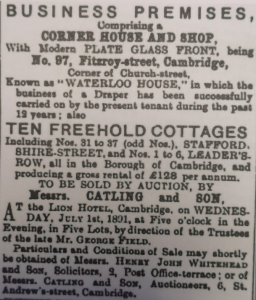 BUSINESS PREMISES,
Comprising a
CORNER HOUSE AND SHOP,
With Modern PLATE GLASS FRONT, being
No. 97, Fitzroy-street, Cambridge,
Corner of Church-street,
Known as "WATERLOO HOUSE," in which the
business of a Draper has been successfully
carried on by the present tenant during the past
12 years; also
TEN FREEHOLD COTTAGES
Including Nos. 31 to 37 (odd Nos.), STAFFORD-
SHIRE-STREET, and Nos. 1 to 6, LEADER'S-
ROW, all in the Borough of Cambridge, and
producing a gross rental of £128 per annum.
TO BE SOLD BY AUCTION, BY
Messrs. CATLING and SON,
AT the LION HOTEL, Cambridge, on WEDNES-
DAY, JULY 1st, 1891, at Five o'clock in the
Evening, in Five Lots, by direction of the Trustees
of the late Mr. GEORGE FIELD.
Particulars and Conditions of Sale may shortly
be obtained of Messrs. HENRY JOHN WHITEHEAD
and SON, Solicitors, 2, Post Office-terrace; or of
Messrs. CATLING and SON, Auctioneers, 6, St.
Andrew's-street, Cambridge.